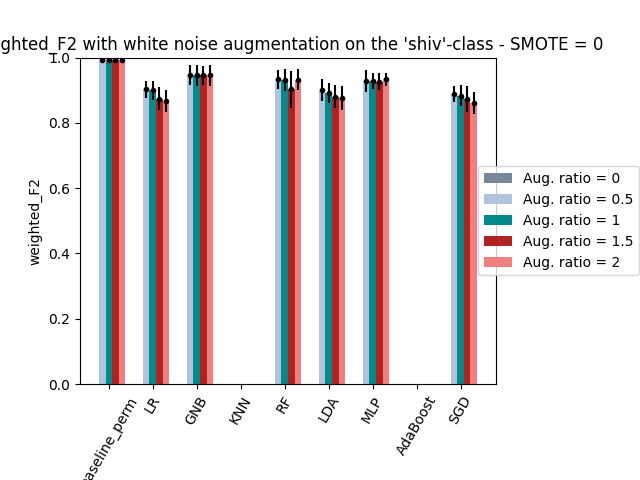 ghted_F2 with white noise augmentation on the 'shiv'-class - SMOTE = 0
1.0
0.8
0.6
0.4
0.2
0.0
weighted_F2
Aug. ratio = 0
Aug. ratio = 0.5
Aug. ratio = 1
Aug. ratio = 1.5
Aug. ratio = 2
aseline_perm
LR
GNB
KNN
RF
LDA
MLP
AdaBoost
SGD